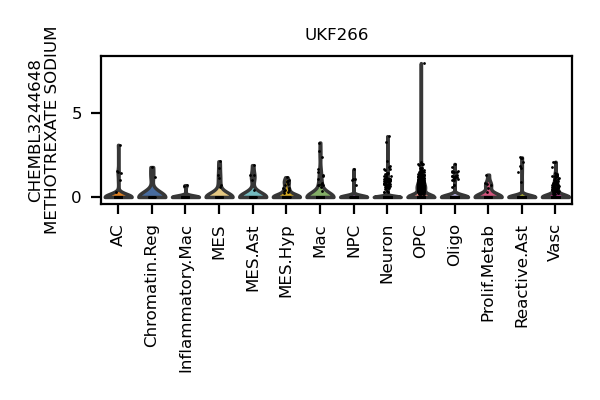 UKF266
CHEMBL3244648
METHOTREXATE SODIUM
5
0
AC
Chromatin.Reg
Inflammatory.Mac
MES
MES.Ast
MES.Hyp
Mac
NPC
Neuron
OPC
Oligo
Prolif.Metab
Reactive.Ast
Vasc